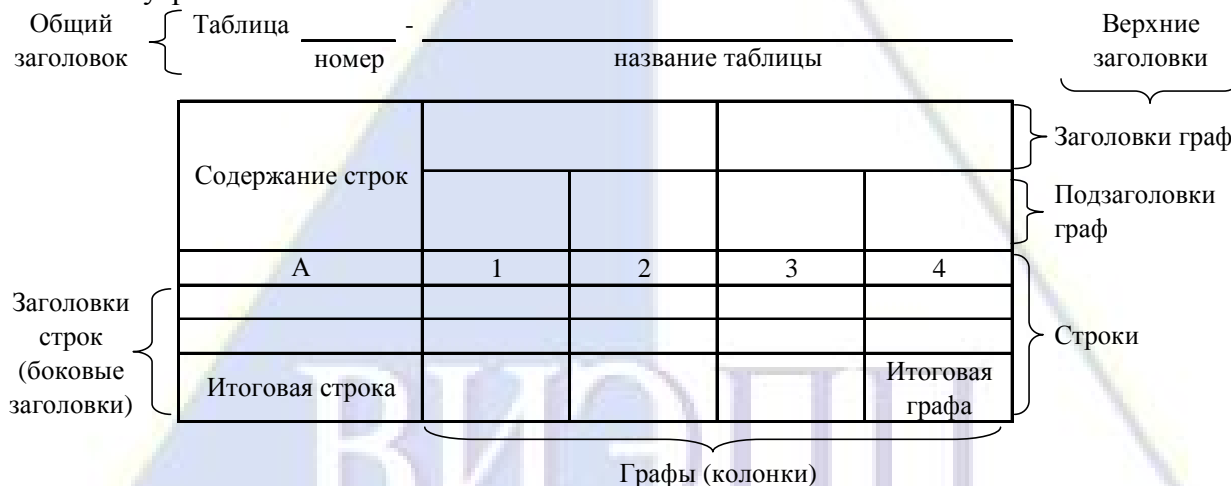 Общий
заголовок
Таблица -
номер
название таблицы
Верхние
заголовки
Содержание строк
Заголовки граф
Подзаголовки
граф
А 1 2 3 4
Заголовки
строк
(боковые
заголовки)
Строки
Итоговая строка
Итоговая
графа
Графы (колонки)
ВИЭПП